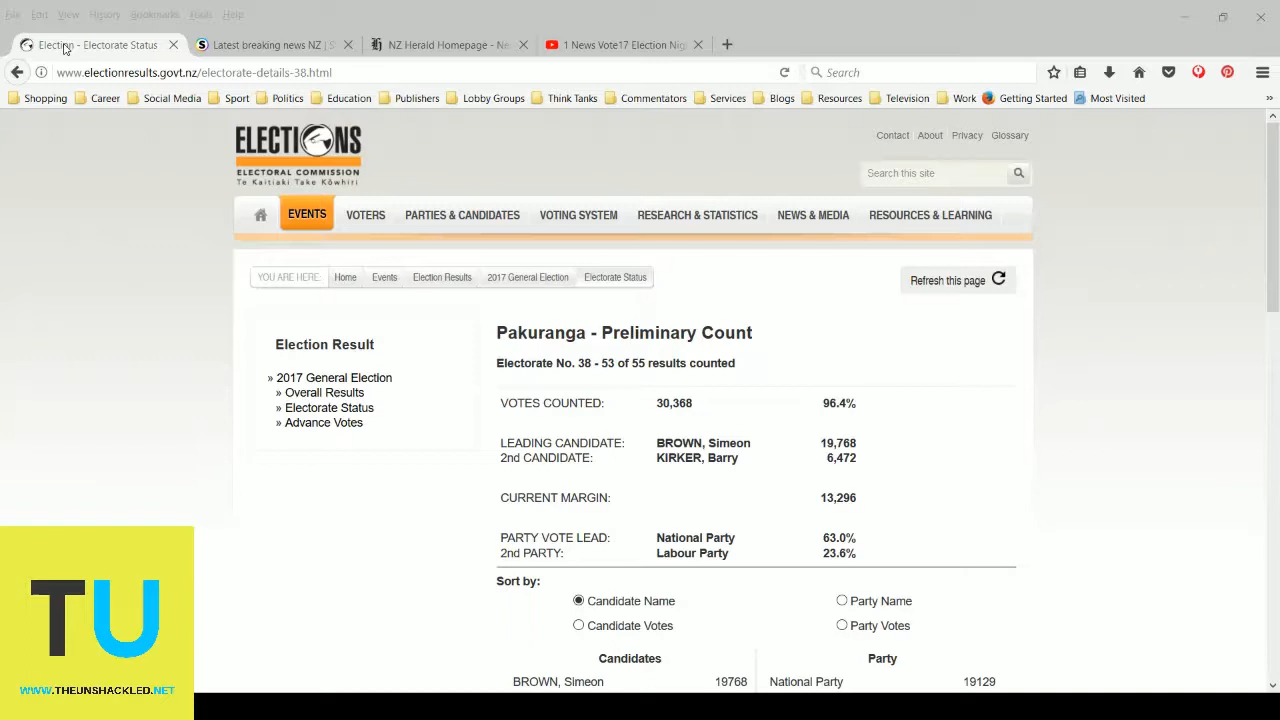 File Edit View History Bookmarks Tools Help
Election - Electorate Status
Latest breaking news NZ | S
NZ Herald Homepage - Ne
1 News Vote17 Election Nig
www.electionresults.govt.nz/electorate-details-38.html
Search
Shopping Career Social Media Sport Politics Education Publishers Lobby Groups Think Tanks Commentators Services Blogs Resources Television Work Getting Started Most Visited
ELECTIONS
ELECTORAL COMMISSION
Te Kaitiaki Take Kōwhiri
Contact About Privacy Glossary
Search this site
EVENTS VOTERS PARTIES & CANDIDATES VOTING SYSTEM RESEARCH & STATISTICS NEWS & MEDIA RESOURCES & LEARNING
YOU ARE HERE: Home Events Election Results 2017 General Election Electorate Status
Refresh this page
Election Result
» 2017 General Election
» Overall Results
» Electorate Status
» Advance Votes
Pakuranga - Preliminary Count
Electorate No. 38 - 53 of 55 results counted
VOTES COUNTED: 30,368 96.4%
LEADING CANDIDATE: BROWN, Simeon 19,768
2nd CANDIDATE: KIRKER, Barry 6,472
CURRENT MARGIN: 13,296
PARTY VOTE LEAD: National Party 63.0%
2nd PARTY: Labour Party 23.6%
Sort by:
Candidate Name Party Name
Candidate Votes Party Votes
Candidates Party
BROWN, Simeon 19768 National Party 19129
TU
WWW.THEUNSHACKLED.NET